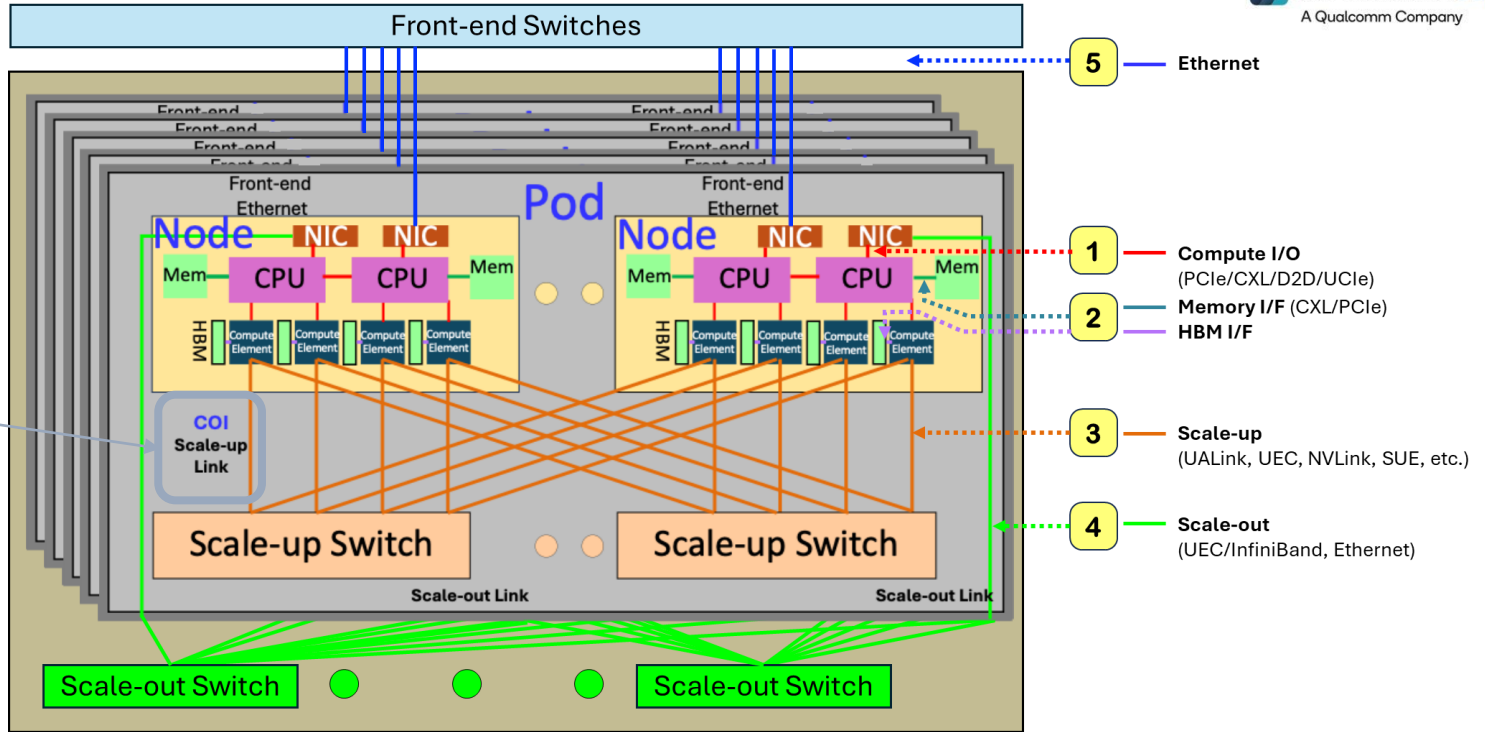 A Qualcomm Company
Front-end Switches
5
Ethernet
Front-end
Front-end
Front-end
Front-end
Front-end
Front-end
Front-end
Front-end
Front-end
Ethernet
Pod
Front-end
Ethernet
Node
NIC
NIC
Node
NIC
NIC
Mem
CPU
CPU
Mem
Mem
CPU
CPU
Mem
1
Compute I/O
(PCIe/CXL/D2D/UCIe)
2
Memory I/F (CXL/PCIe)
HBM I/F
HBM
Compute
Element
Compute
Element
Compute
Element
Compute
Element
HBM
Compute
Element
Compute
Element
Compute
Element
Compute
Element
COI
Scale-up
Link
3
Scale-up
(UALink, UEC, NVLink, SUE, etc.)
Scale-up Switch
Scale-up Switch
4
Scale-out
(UEC/InfiniBand, Ethernet)
Scale-out Link
Scale-out Link
Scale-out Switch
Scale-out Switch